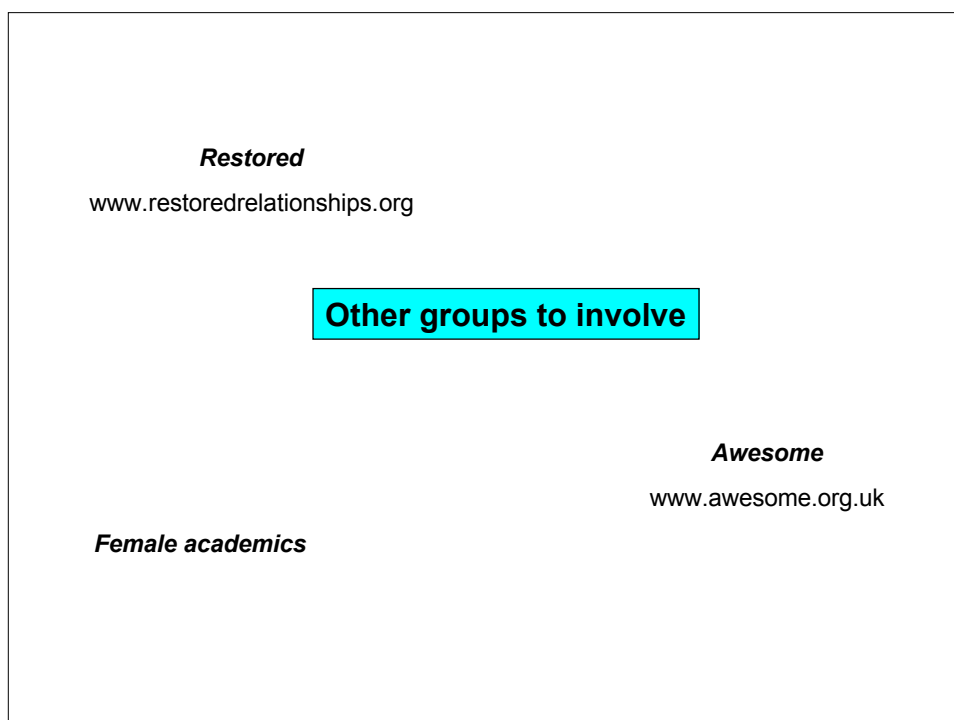 Restored
www.restoredrelationships.org
Other groups to involve
Awesome
www.awesome.org.uk
Female academics